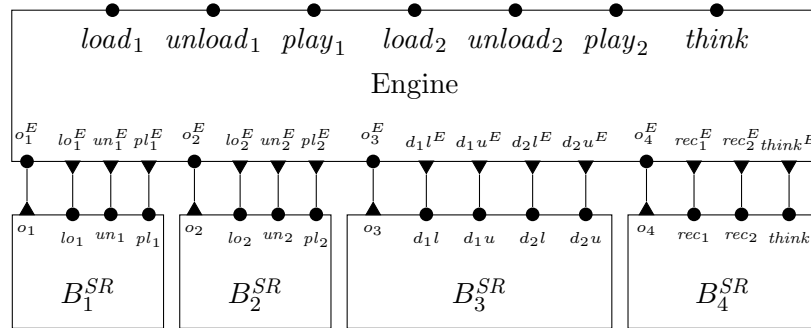 load₁ unload₁ play₁ load₂ unload₂ play₂ think
Engine
o₁ᴱ lo₁ᴱ un₁ᴱ pl₁ᴱ o₂ᴱ lo₂ᴱ un₂ᴱ pl₂ᴱ o₃ᴱ d₁lᴱ d₁uᴱ d₂lᴱ d₂uᴱ o₄ᴱ rec₁ᴱ rec₂ᴱ thinkᴱ
o₁ lo₁ un₁ pl₁ o₂ lo₂ un₂ pl₂ o₃ d₁l d₁u d₂l d₂u o₄ rec₁ rec₂ think
B₁ˢᴿ B₂ˢᴿ B₃ˢᴿ B₄ˢᴿ